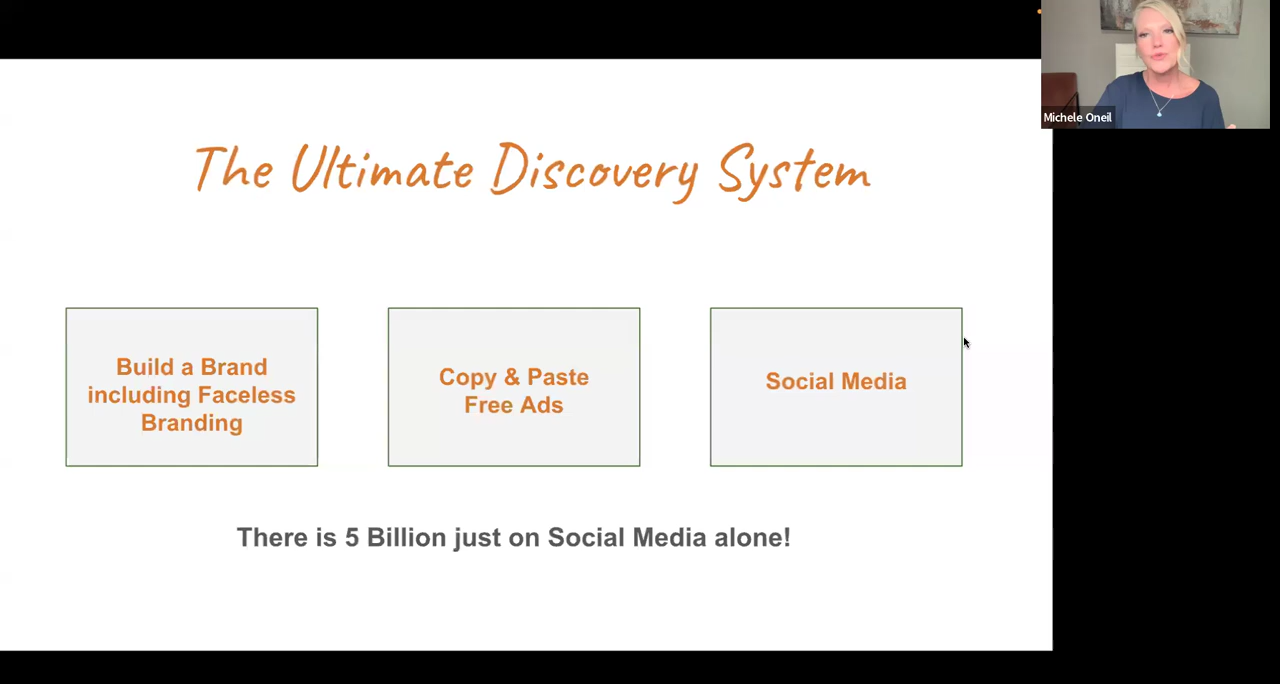 Michele Oneil
The Ultimate Discovery System
Build a Brand
including Faceless
Branding
Copy & Paste
Free Ads
Social Media
There is 5 Billion just on Social Media alone!